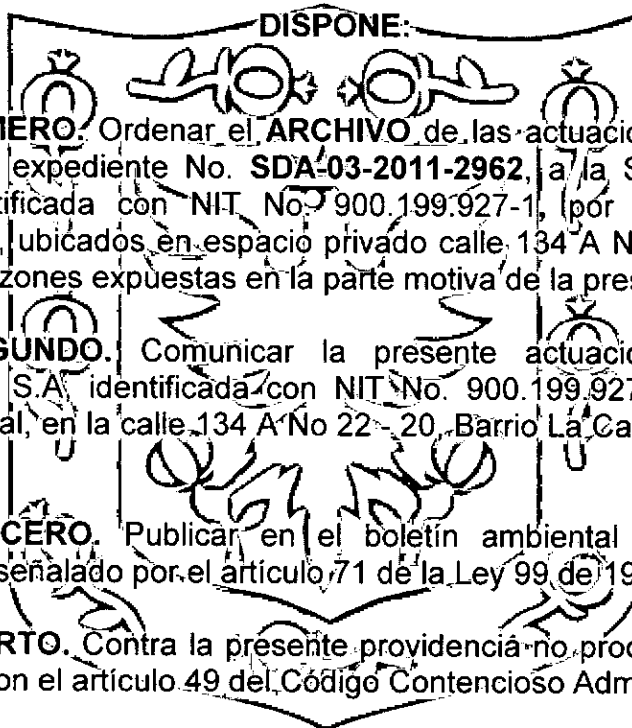 DISPONE:
MERO. Ordenar el ARCHIVO de las actuacio
expediente No. SDA-03-2011-2962, a la S
tificada con NIT No. 900.199.927-1, por
, ubicados en espacio privado calle 134 A N
zones expuestas en la parte motiva de la pres
GUNDO. Comunicar la presente actuació
S.A identificada con NIT No. 900.199.927
al, en la calle 134 A No 22 - 20, Barrio La Ca
CERO. Publicar en el boletín ambiental
señalado por el artículo 71 de la Ley 99 de 19
RTO. Contra la presente providencia no proc
on el artículo 49 del Código Contencioso Adm